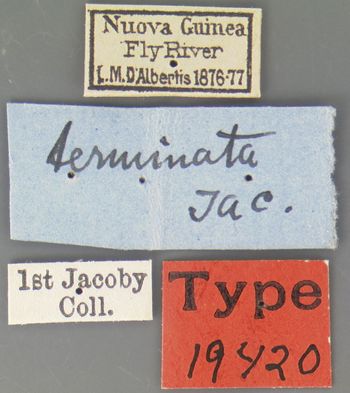 Nuova Guinea
Fly River
L.M.D'Albertis 1876-77
terminata
Jac.
1st Jacoby
Coll.
Type
19420